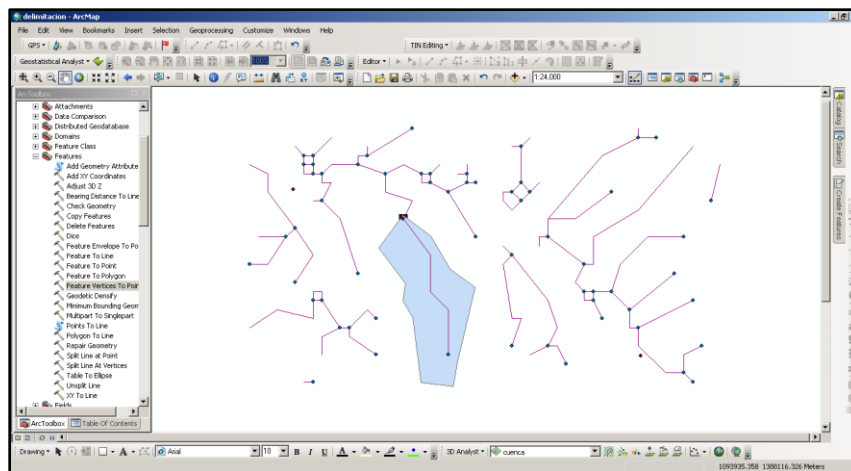 delimitacion - ArcMap
File Edit View Bookmarks Insert Selection Geoprocessing Customize Windows Help
GPS TIN Editing
Geostatistical Analyst 100% Editor
1:24,000
ArcToolbox
Attachments
Data Comparison
Distributed Geodatabase
Domains
Feature Class
Features
Add Geometry Attribute
Add XY Coordinates
Adjust 3D Z
Bearing Distance To Line
Check Geometry
Copy Features
Delete Features
Dice
Feature Envelope To Po
Feature To Line
Feature To Point
Feature To Polygon
Feature Vertices To Poir
Geodetic Densify
Minimum Bounding Geom
Multipart To Singlepart
Points To Line
Polygon To Line
Repair Geometry
Split Line at Point
Split Line At Vertices
Table To Ellipse
Unsplit Line
XY To Line
Fields
ArcToolbox Table Of Contents
Catalog
Search
Create Features
Drawing A Arial 10 B I U A 3D Analyst cuenca
1093935.358 1388116.326 Meters